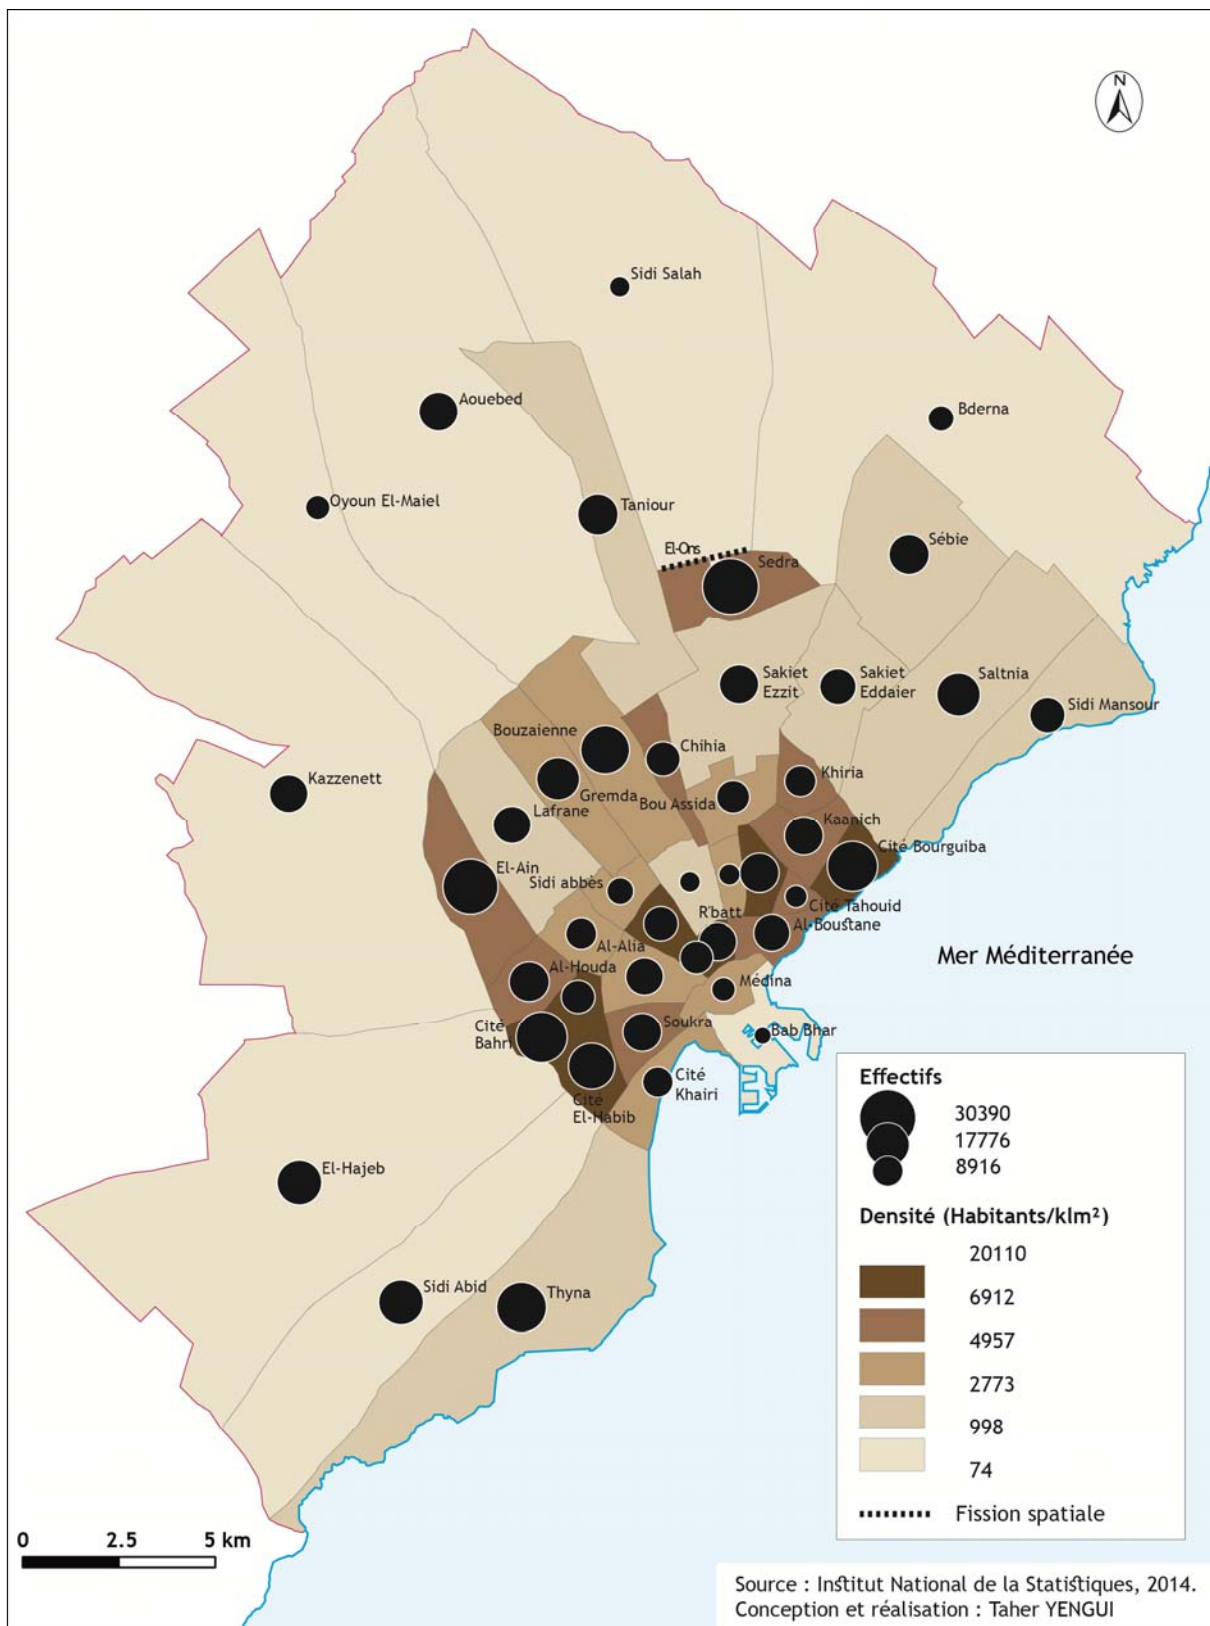 N
Sidi Salah
Aouebed
Bderna
Oyoun El-Maiel
Taniour
Sébie
El-Ons
Sedra
Sakiet
Ezzit
Sakiet
Eddaier
Saltnia
Sidi Mansour
Bouzaienne
Chihia
Kazzenett
Gremda
Khiria
Bou Assida
Lafrane
Kaanich
Cité Bourguiba
El-Ain
Sidi abbès
Cité Tahouid
R'batt
Al-Boustane
Al-Alia
Mer Méditerranée
Al-Houda
Médina
Cité
Bahri
Soukra
Bab Bhar
Cité
Khairi
Cité
El-Habib
El-Hajeb
Sidi Abid
Thyna
Effectifs
30390
17776
8916
Densité (Habitants/klm²)
20110
6912
4957
2773
998
74
Fission spatiale
0 2.5 5 km
Source : Institut National de la Statistiques, 2014.
Conception et réalisation : Taher YENGUI